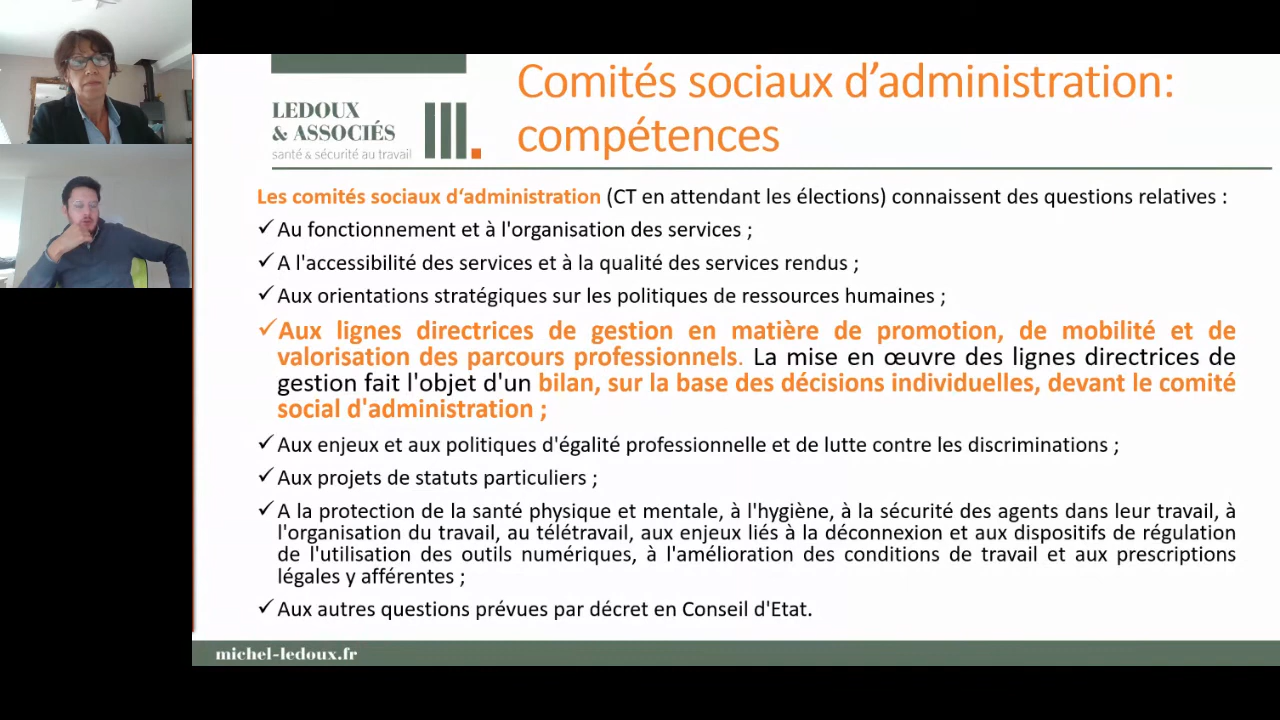 LEDOUX
& ASSOCIÉS
santé & sécurité au travail
Comités sociaux d’administration:
compétences
Les comités sociaux d‘administration (CT en attendant les élections) connaissent des questions relatives :
✓Au fonctionnement et à l'organisation des services ;
✓A l'accessibilité des services et à la qualité des services rendus ;
✓Aux orientations stratégiques sur les politiques de ressources humaines ;
✓Aux lignes directrices de gestion en matière de promotion, de mobilité et de
valorisation des parcours professionnels. La mise en œuvre des lignes directrices de
gestion fait l'objet d'un bilan, sur la base des décisions individuelles, devant le comité
social d'administration ;
✓Aux enjeux et aux politiques d'égalité professionnelle et de lutte contre les discriminations ;
✓Aux projets de statuts particuliers ;
✓A la protection de la santé physique et mentale, à l'hygiène, à la sécurité des agents dans leur travail, à
l'organisation du travail, au télétravail, aux enjeux liés à la déconnexion et aux dispositifs de régulation
de l'utilisation des outils numériques, à l'amélioration des conditions de travail et aux prescriptions
légales y afférentes ;
✓Aux autres questions prévues par décret en Conseil d'Etat.
michel-ledoux.fr